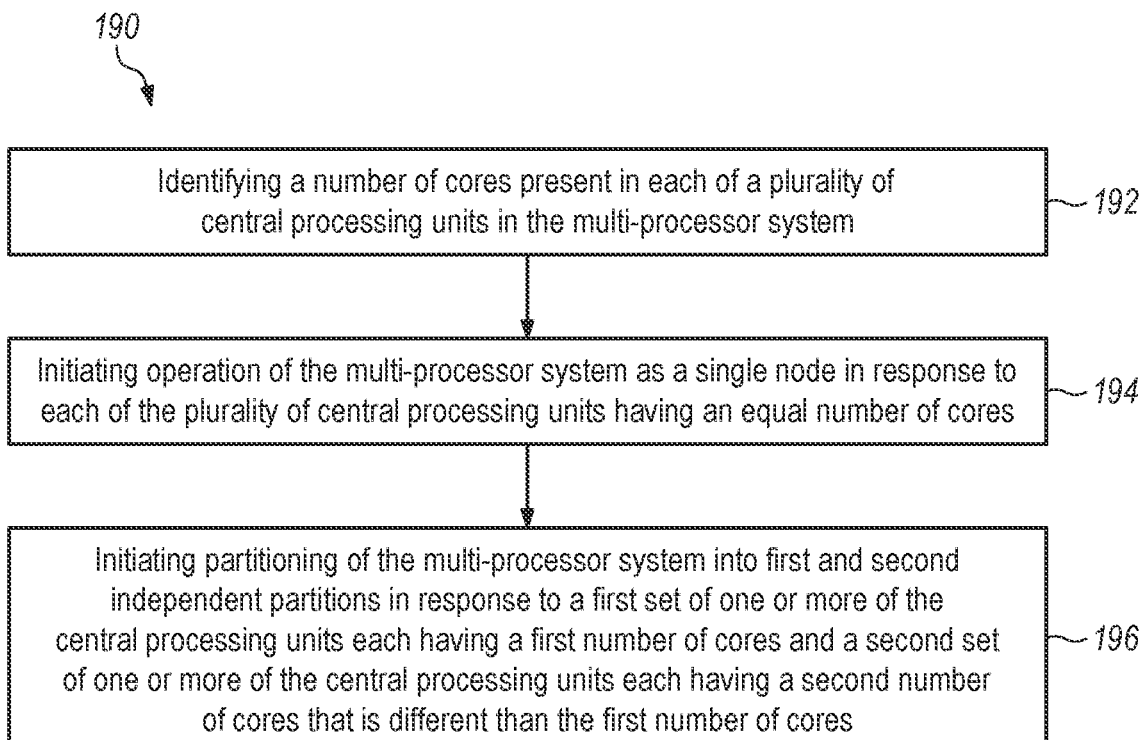 190
Identifying a number of cores present in each of a plurality of
central processing units in the multi-processor system
192
Initiating operation of the multi-processor system as a single node in response to
each of the plurality of central processing units having an equal number of cores
194
Initiating partitioning of the multi-processor system into first and second
independent partitions in response to a first set of one or more of the
central processing units each having a first number of cores and a second set
of one or more of the central processing units each having a second number
of cores that is different than the first number of cores
196